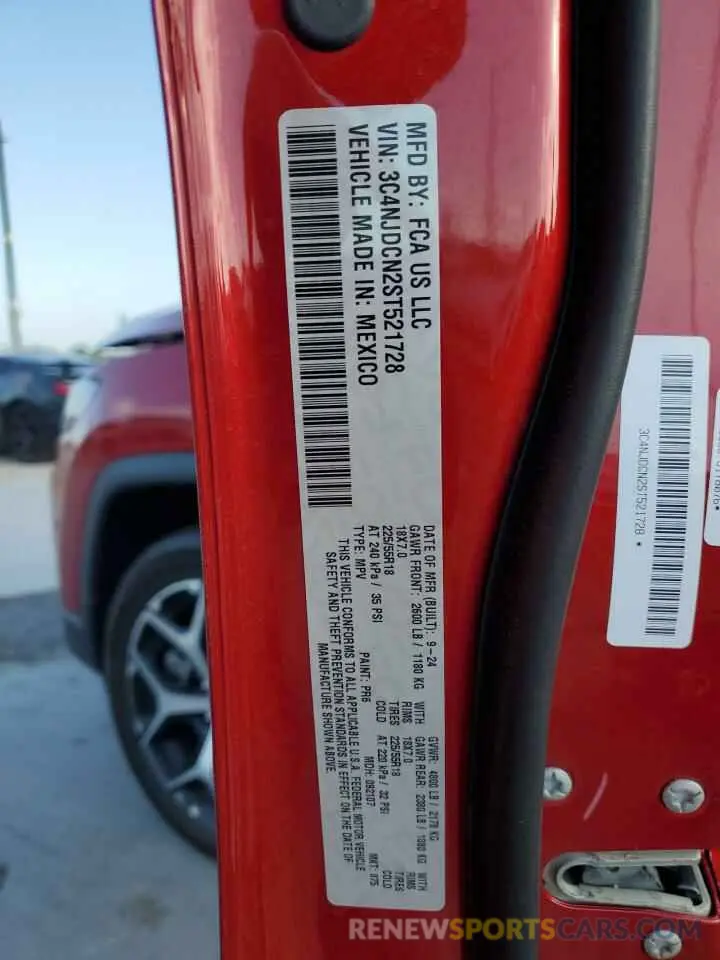 MFD BY: FCA US LLC
VIN: 3C4NJDCN2ST521728
VEHICLE MADE IN: MEXICO
DATE OF MFR (BUILT): 9-24 GVWR: 4800 LB / 2178 KG
GAWR FRONT: 2600 LB / 1180 KG WITH GAWR REAR: 2380 LB / 1080 KG WITH
18X7.0 RIMS 18X7.0 RIMS
225/55R18 TIRES 225/55R18 TIRES
AT 240 kPa / 35 PSI COLD AT 220 kPa / 32 PSI COLD
TYPE: MPV PAINT: PR6 MDH: 092107 MKT:
THIS VEHICLE CONFORMS TO ALL APPLICABLE U.S.A. FEDERAL MOTOR VEHICLE
SAFETY AND THEFT PREVENTION STANDARDS IN EFFECT ON THE DATE OF
MANUFACTURE SHOWN ABOVE.
3C4NJDCN2ST521728 *
RENEWSPORTSCARS.COM